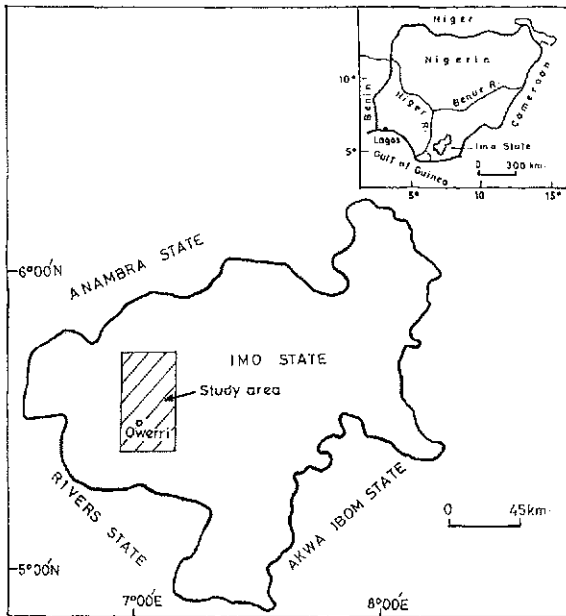 Niger
Nigeria
10°
Benin
Niger R.
Benue R.
Cameroon
Lagos
Imo State
5°
Gulf of Guinea
0 300 km.
5° 10° 15°
6°00'N
ANAMBRA STATE
IMO STATE
Study area
Owerri
RIVERS STATE
AKWA IBOM STATE
0 45km.
5°00'N
7°00'E 8°00'E